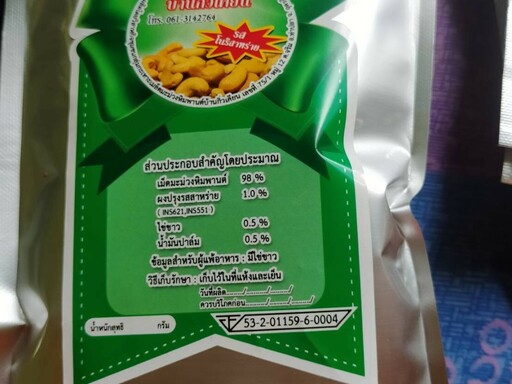 โทร. 061 3142764
รส
โนริสาหร่าย
ส่วนประกอบสำคัญโดยประมาณ
เม็ดมะม่วงหิมพานต์ 98 %
ผงปรุงรสสาหร่าย 1.0 %
(INS621,INS551)
ไข่ขาว 0.5 %
น้ำมันปาล์ม 0.5 %
ข้อมูลสำหรับผู้แพ้อาหาร : มีไข่ขาว
วิธีเก็บรักษา : เก็บไว้ในที่แห้งและเย็น
วันที่ผลิต......../......../........
ควรบริโภคก่อน......../......../........
น้ำหนักสุทธิ กรัม
53-2-01159-6-0004